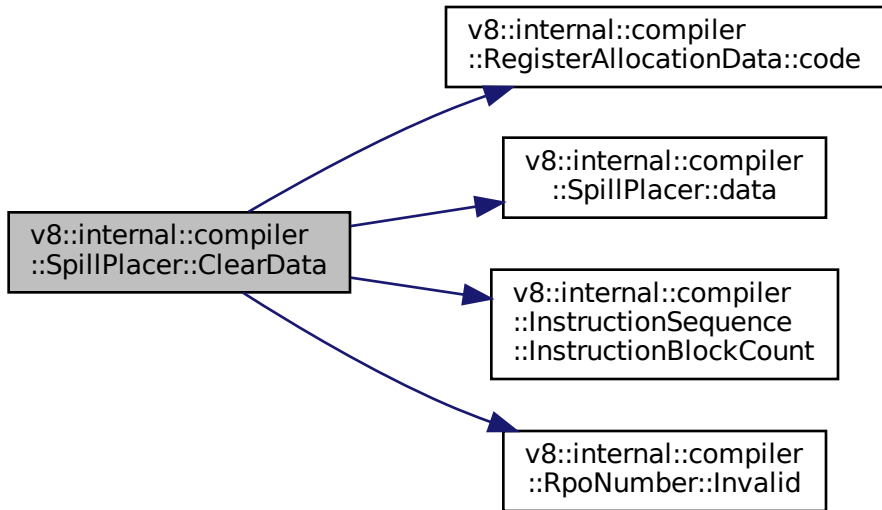 v8::internal::compiler
::RegisterAllocationData::code
v8::internal::compiler
::SpillPlacer::data
v8::internal::compiler
::SpillPlacer::ClearData
v8::internal::compiler
::InstructionSequence
::InstructionBlockCount
v8::internal::compiler
::RpoNumber::Invalid